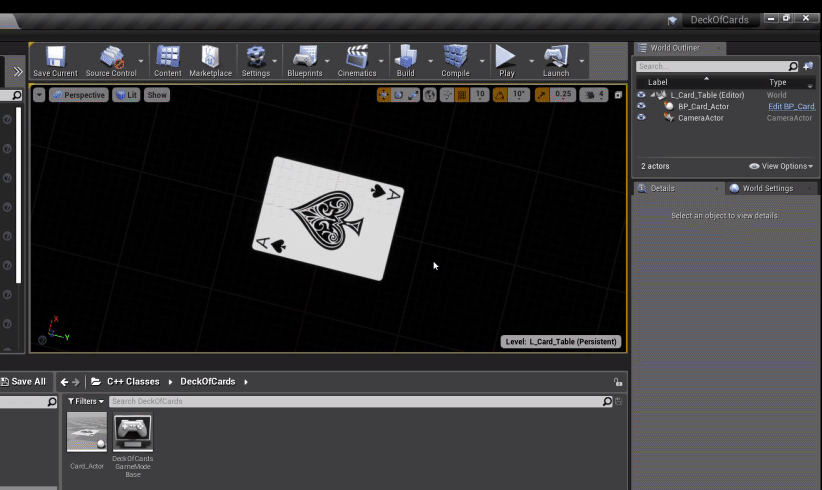 DeckOfCards
Save Current
Source Control
Content
Marketplace
Settings
Blueprints
Cinematics
Build
Compile
Play
Launch
Perspective
Lit
Show
10
10°
0.25
4
A
A
X
Y
Level: L_Card_Table (Persistent)
World Outliner
Search...
Label
Type
L_Card_Table (Editor)
World
BP_Card_Actor
Edit BP_Card
CameraActor
CameraActor
2 actors
View Options
Details
World Settings
Select an object to view details.
Save All
C++ Classes
DeckOfCards
Filters
Search DeckOfCards
Card_Actor
DeckOfCards
GameMode
Base